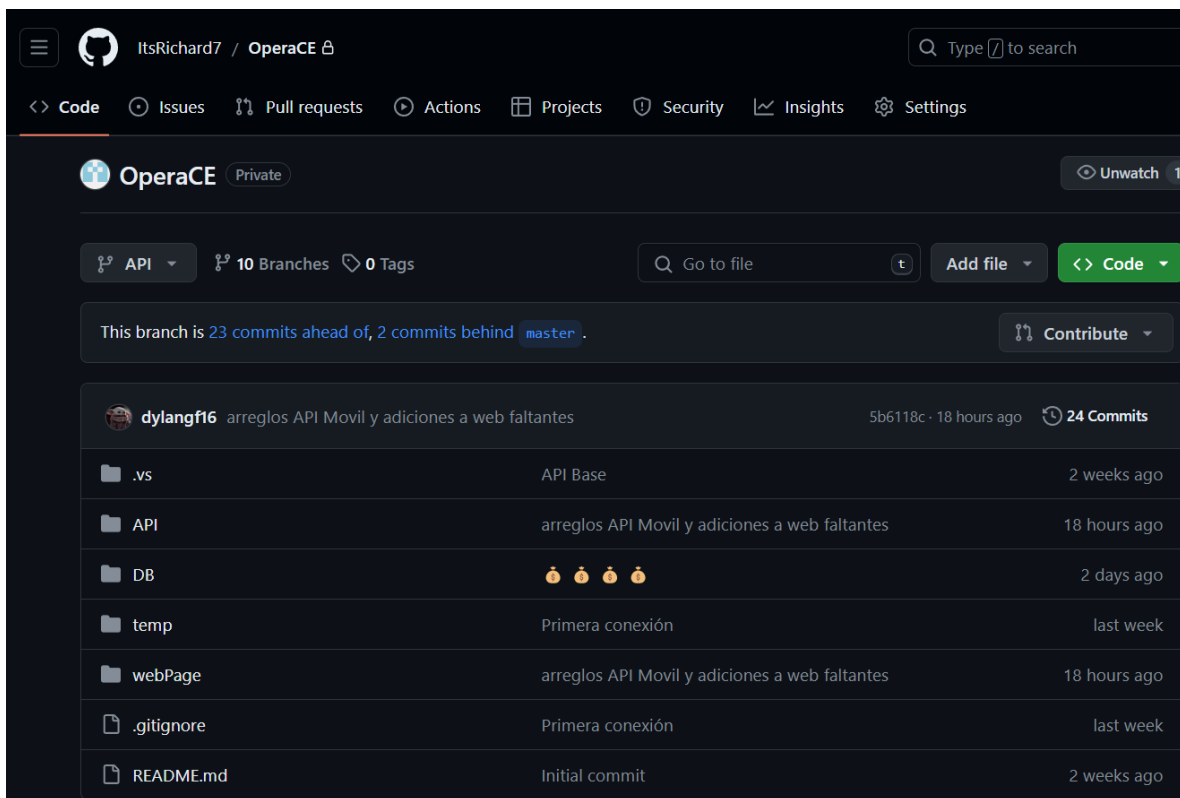 ItsRichard7 / OperaCE
Type / to search
Code Issues Pull requests Actions Projects Security Insights Settings
OperaCE Private
Unwatch 1
API 10 Branches 0 Tags
Go to file t
Add file
Code
This branch is 23 commits ahead of, 2 commits behind master .
Contribute
dylangf16 arreglos API Movil y adiciones a web faltantes 5b6118c · 18 hours ago 24 Commits
.vs API Base 2 weeks ago
API arreglos API Movil y adiciones a web faltantes 18 hours ago
DB 💰 💰 💰 💰 2 days ago
temp Primera conexión last week
webPage arreglos API Movil y adiciones a web faltantes 18 hours ago
.gitignore Primera conexión last week
README.md Initial commit 2 weeks ago